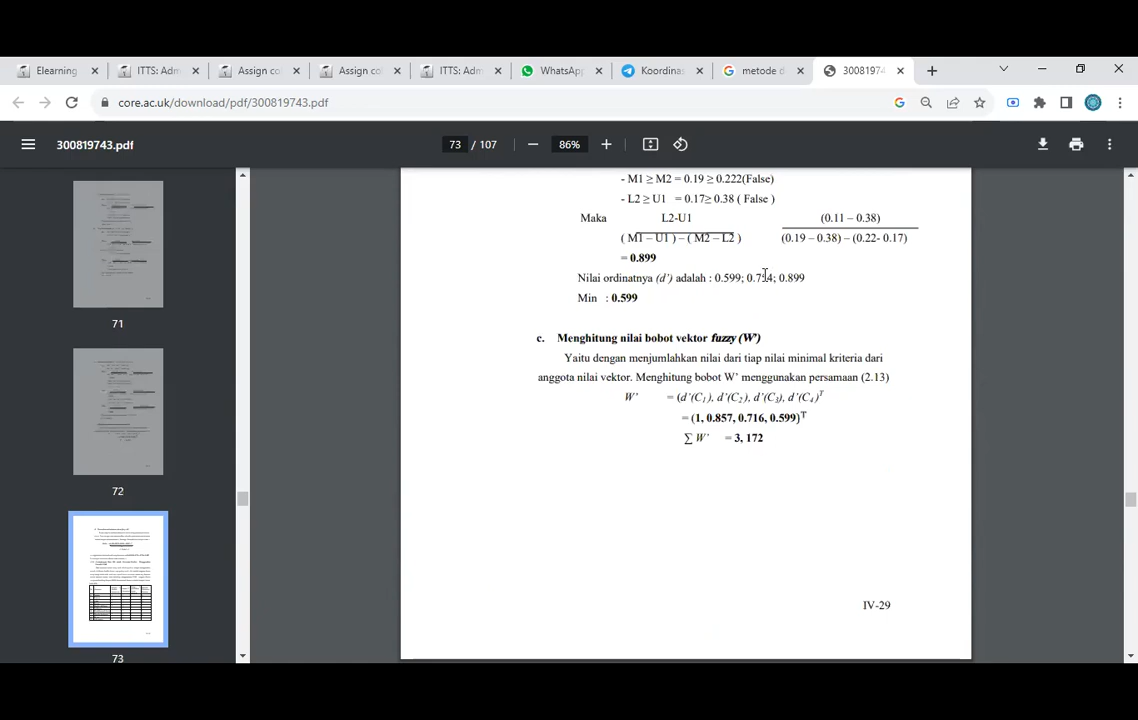 Elearning
ITTS: Adm
Assign co
Assign co
ITTS: Adm
WhatsApp
Koordina
metode d
30081974
core.ac.uk/download/pdf/300819743.pdf
300819743.pdf
73 / 107
86%
71
72
73
- M1 ≥ M2 = 0.19 ≥ 0.222(False)
- L2 ≥ U1 = 0.17≥ 0.38 ( False )
Maka L2-U1 (0.11 – 0.38)
( M1 – U1 ) – ( M2 – L2 ) (0.19 – 0.38) – (0.22- 0.17)
= 0.899
Nilai ordinatnya (d’) adalah : 0.599; 0.794; 0.899
Min : 0.599
c. Menghitung nilai bobot vektor fuzzy (W’)
Yaitu dengan menjumlahkan nilai dari tiap nilai minimal kriteria dari
anggota nilai vektor. Menghitung bobot W’ menggunakan persamaan (2.13)
W’ = (d’(C1 ), d’(C2 ), d’(C3 ), d’(C4 )T
= (1, 0.857, 0.716, 0.599)T
∑ W’ = 3, 172
IV-29